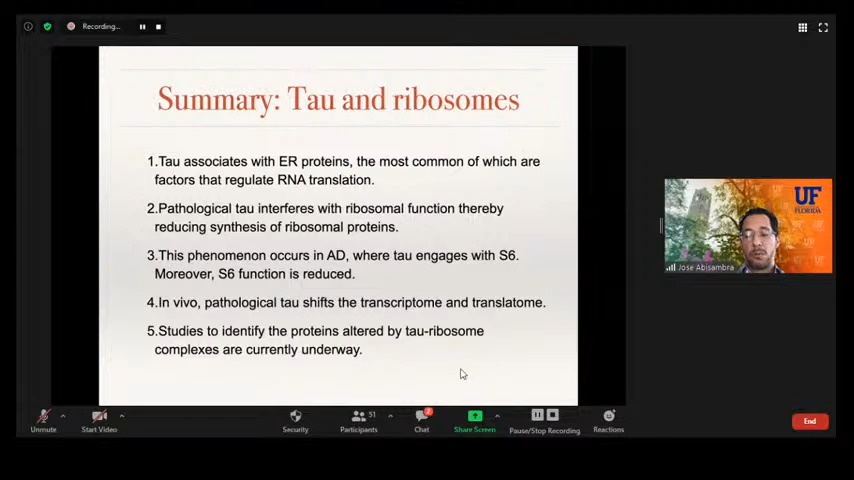 Recording...
Summary: Tau and ribosomes
1.Tau associates with ER proteins, the most common of which are
factors that regulate RNA translation.
2.Pathological tau interferes with ribosomal function thereby
reducing synthesis of ribosomal proteins.
3.This phenomenon occurs in AD, where tau engages with S6.
Moreover, S6 function is reduced.
4.In vivo, pathological tau shifts the transcriptome and translatome.
5.Studies to identify the proteins altered by tau-ribosome
complexes are currently underway.
UF
FLORIDA
Jose Abisambra
Unmute
Start Video
Security
Participants
51
Chat
2
Share Screen
Pause/Stop Recording
Reactions
End